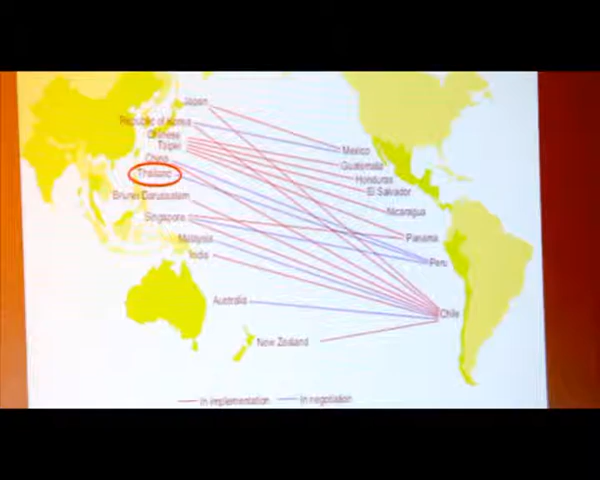 Japan
Republic of Korea
Chinese
Taipei
China
Thailand
Brunei Darussalam
Singapore
Malaysia
India
Australia
New Zealand
Mexico
Guatemala
Honduras
El Salvador
Nicaragua
Panama
Peru
Chile
In implementation
In negotiation